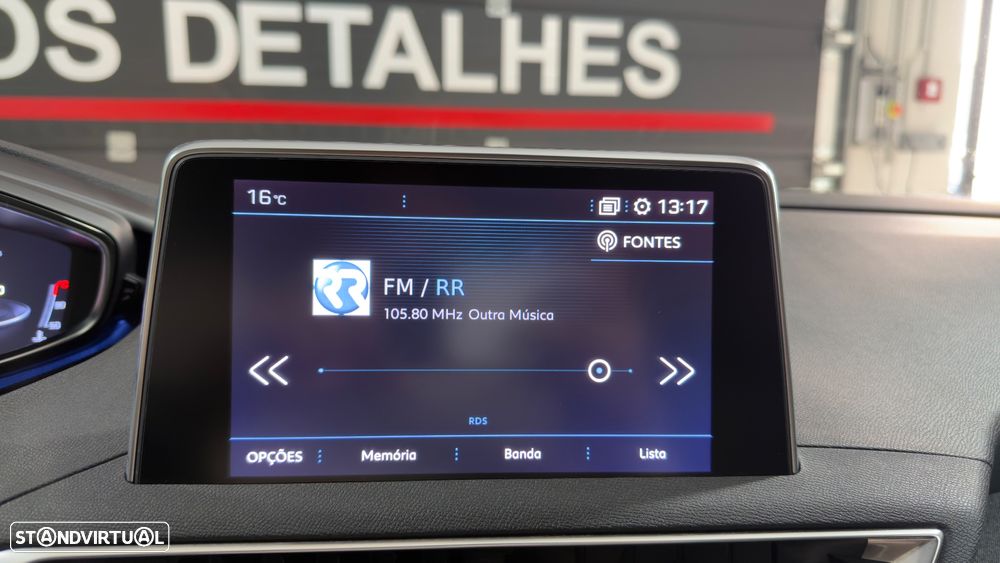 OS DETALHES
16°C
13:17
FONTES
RR
FM / RR
105.80 MHz Outra Música
RDS
OPÇÕES
Memória
Banda
Lista
STANDVIRTUAL